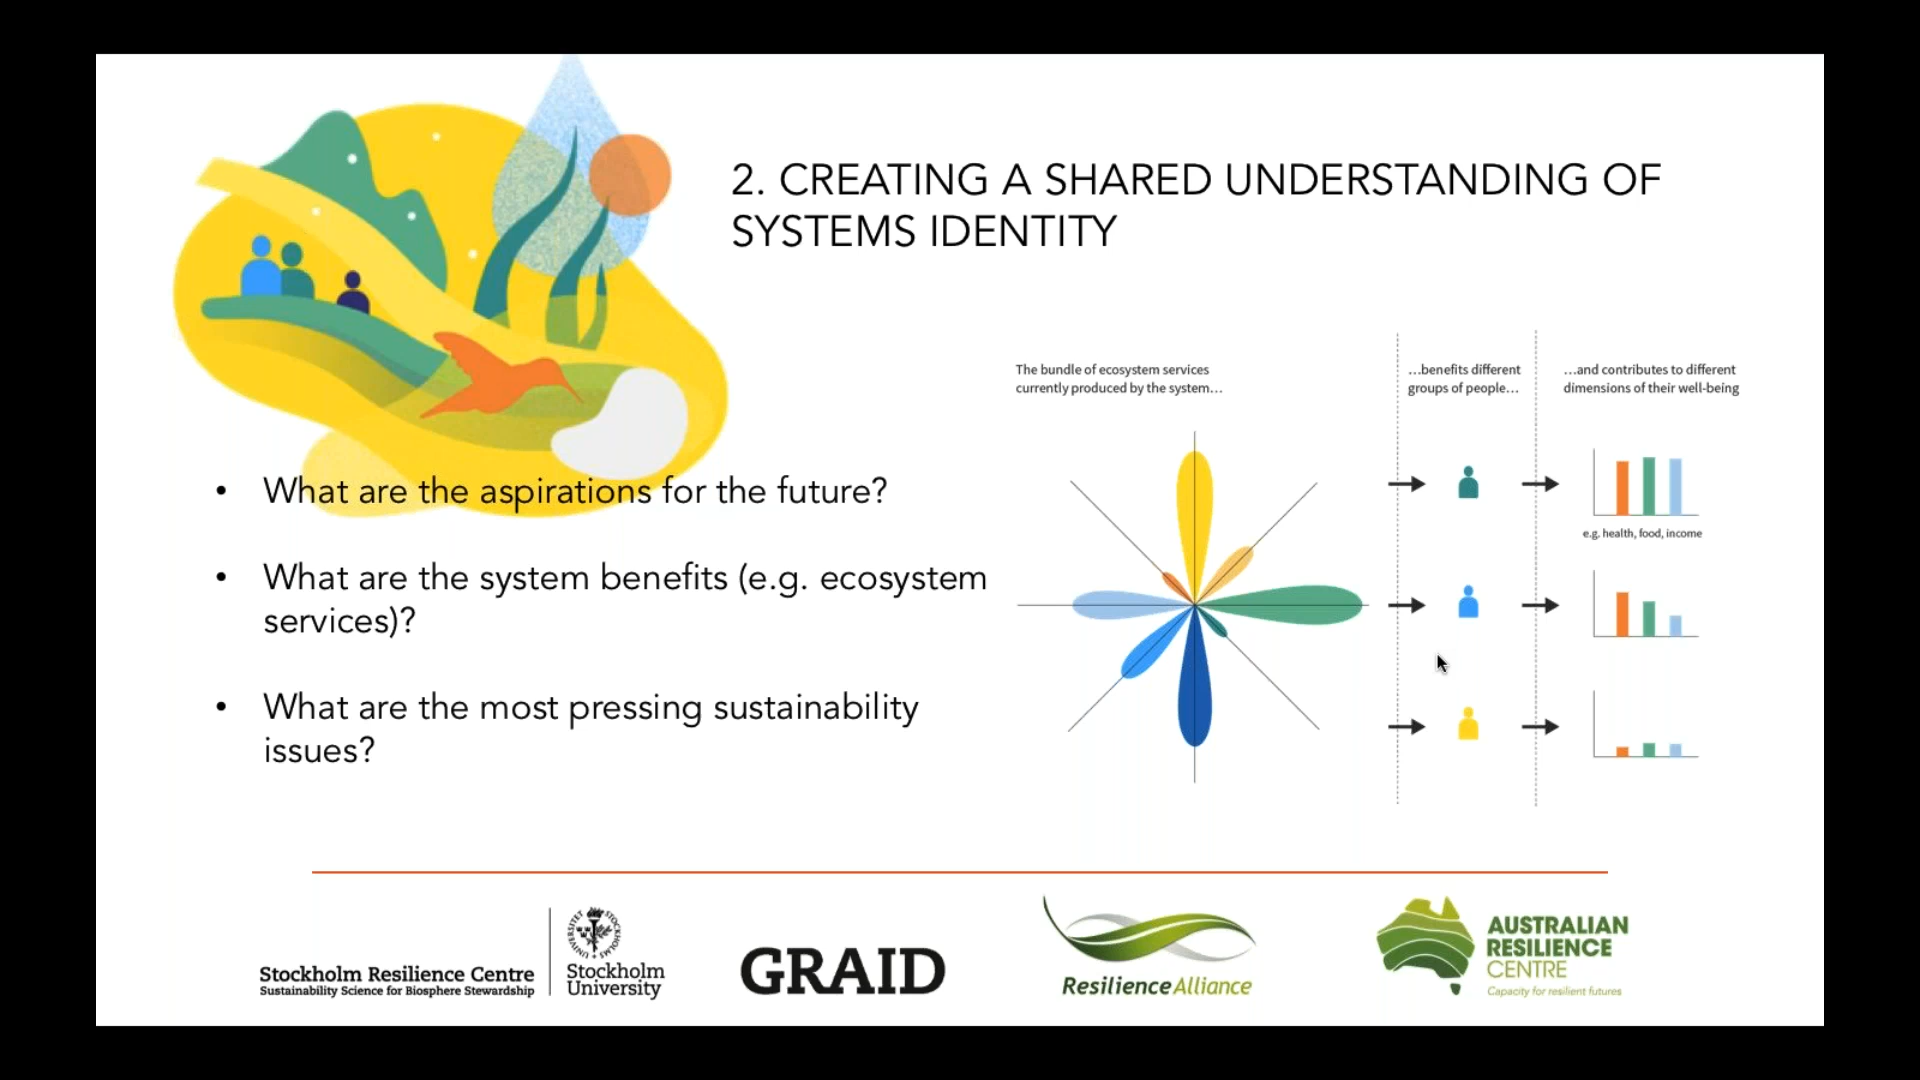 2. CREATING A SHARED UNDERSTANDING OF
SYSTEMS IDENTITY
• What are the aspirations for the future?
• What are the system benefits (e.g. ecosystem
services)?
• What are the most pressing sustainability
issues?
The bundle of ecosystem services
currently produced by the system...
...benefits different
groups of people...
...and contributes to different
dimensions of their well-being
e.g. health, food, income
Stockholm Resilience Centre
Sustainability Science for Biosphere Stewardship
Stockholm
University
GRAID
Resilience Alliance
AUSTRALIAN
RESILIENCE
CENTRE
Capacity for resilient futures